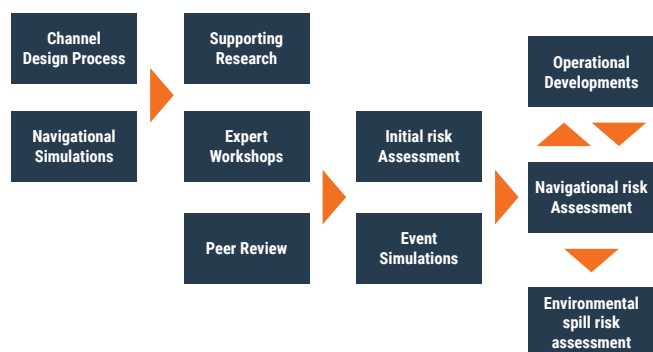 Channel
Design Process
Navigational
Simulations
Supporting
Research
Expert
Workshops
Peer Review
Initial risk
Assessment
Event
Simulations
Operational
Developments
Navigational risk
Assessment
Environmental
spill risk
assessment